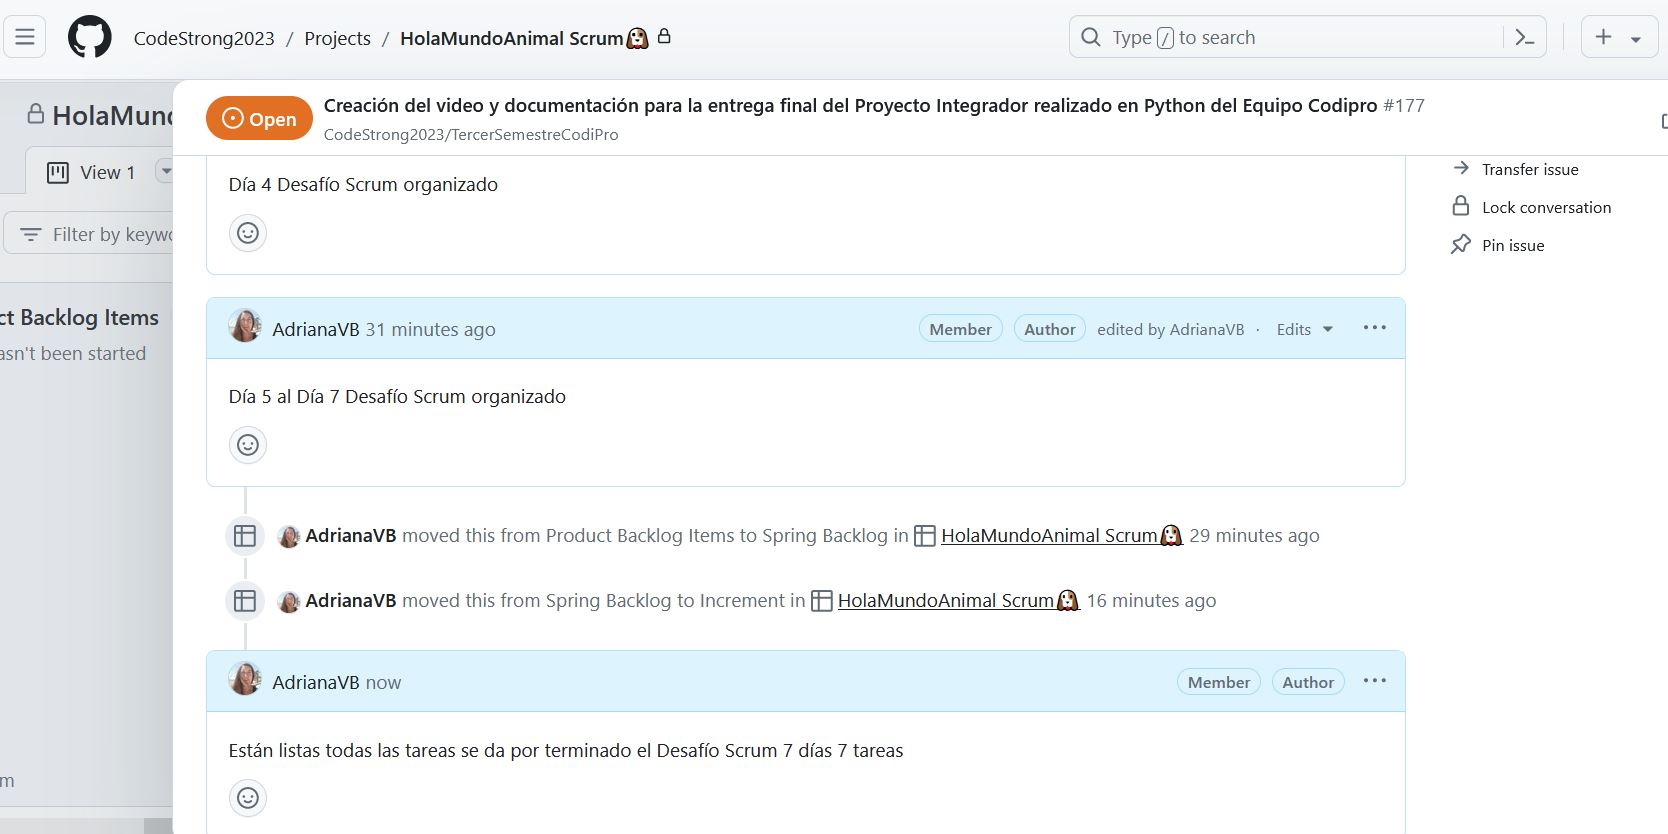 CodeStrong2023 / Projects / HolaMundoAnimal Scrum
Type / to search
HolaMund
View 1
Filter by keyw
ct Backlog Items
asn't been started
m
Open
Creación del video y documentación para la entrega final del Proyecto Integrador realizado en Python del Equipo Codipro #177
CodeStrong2023/TercerSemestreCodiPro
Día 4 Desafío Scrum organizado
Transfer issue
Lock conversation
Pin issue
AdrianaVB 31 minutes ago Member Author edited by AdrianaVB · Edits
Día 5 al Día 7 Desafío Scrum organizado
AdrianaVB moved this from Product Backlog Items to Spring Backlog in HolaMundoAnimal Scrum 29 minutes ago
AdrianaVB moved this from Spring Backlog to Increment in HolaMundoAnimal Scrum 16 minutes ago
AdrianaVB now Member Author
Están listas todas las tareas se da por terminado el Desafío Scrum 7 días 7 tareas